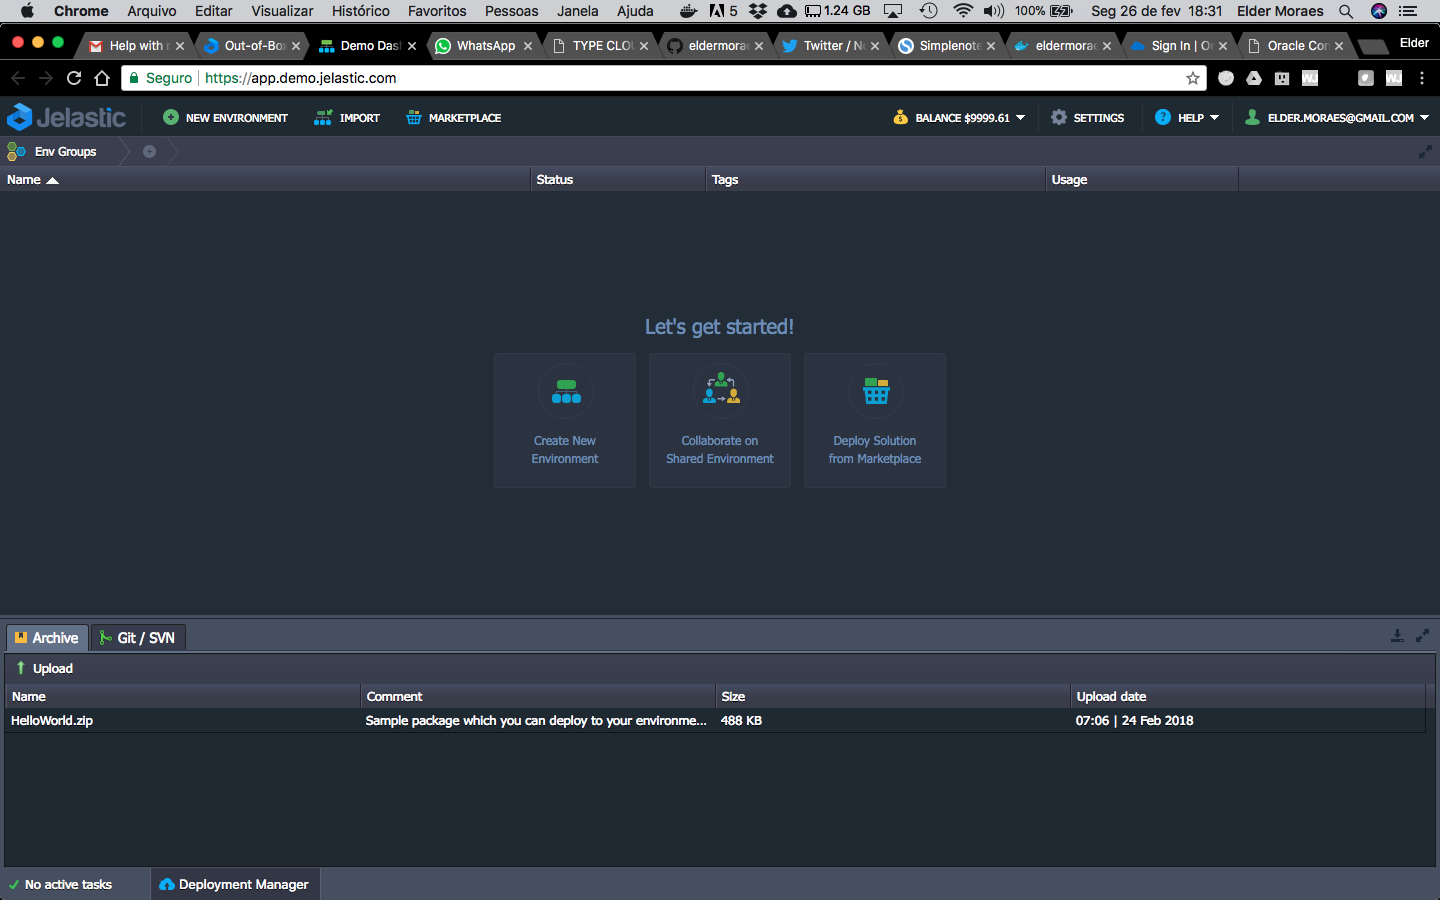 Chrome Arquivo Editar Visualizar Histórico Favoritos Pessoas Janela Ajuda 5 1.24 GB 100% Seg 26 de fev 18:31 Elder Moraes
Help with Out-of-Box Demo Das WhatsApp TYPE CLO eldermorae Twitter / No Simplenote eldermorae Sign In | Or Oracle Cor Elder
Seguro https://app.demo.jelastic.com
Jelastic NEW ENVIRONMENT IMPORT MARKETPLACE BALANCE $9999.61 SETTINGS ? HELP ELDER.MORAES@GMAIL.COM
Env Groups
Name Status Tags Usage
Let's get started!
Create New Environment
Collaborate on Shared Environment
Deploy Solution from Marketplace
Archive Git / SVN
Upload
Name Comment Size Upload date
HelloWorld.zip Sample package which you can deploy to your environme... 488 KB 07:06 | 24 Feb 2018
No active tasks Deployment Manager